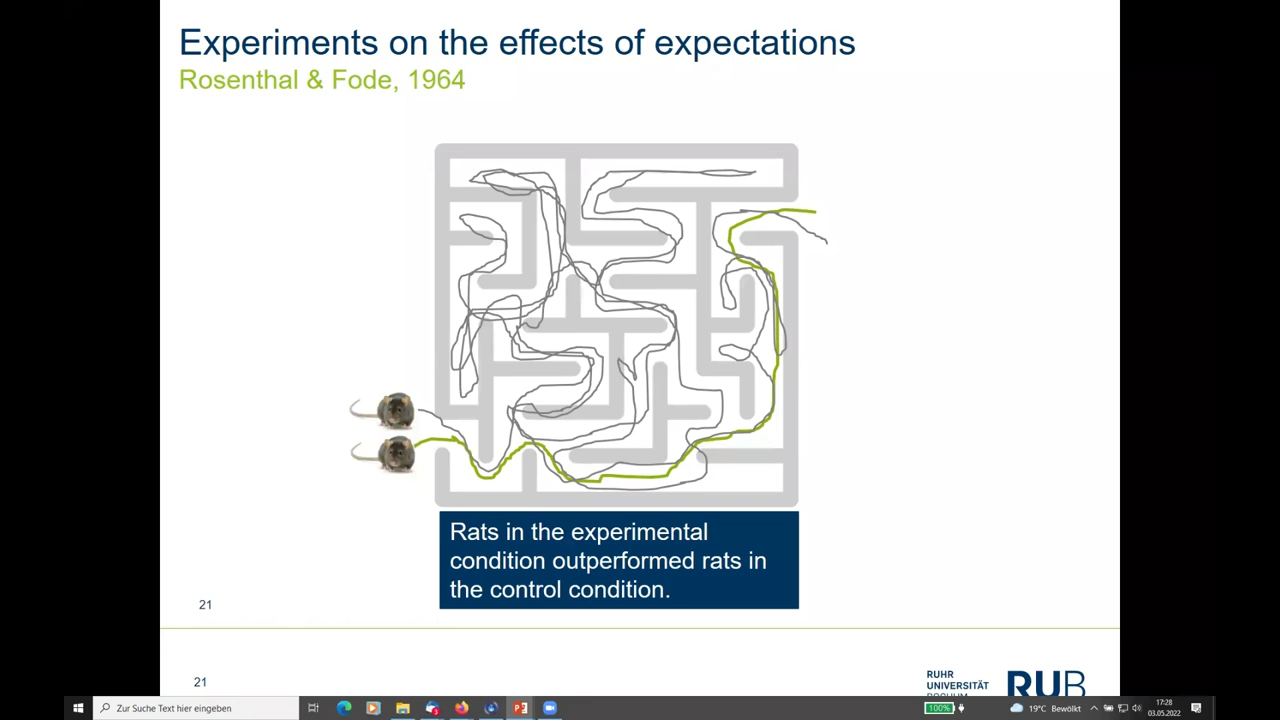 Experiments on the effects of expectations
Rosenthal & Fode, 1964
Rats in the experimental
condition outperformed rats in
the control condition.
21
21
RUHR
UNIVERSITÄT
BOCHUM
RUB
Zur Suche Text hier eingeben
100%
19°C Bewölkt
17:28
03.05.2022